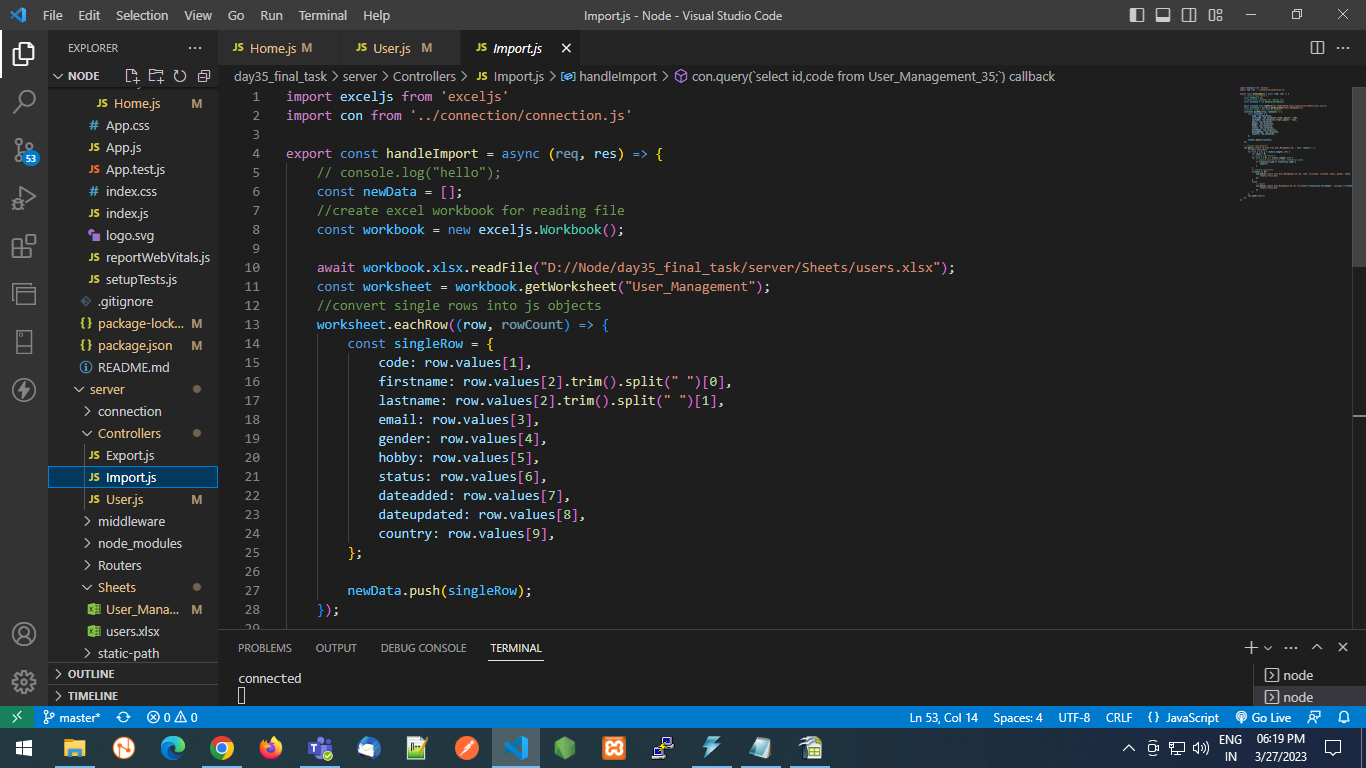 File Edit Selection View Go Run Terminal Help Import.js - Node - Visual Studio Code
EXPLORER
NODE
Home.js M
App.css
App.js
App.test.js
index.css
index.js
logo.svg
reportWebVitals.js
setupTests.js
.gitignore
package-lock... M
package.json M
README.md
server
connection
Controllers
Export.js
Import.js
User.js M
middleware
node_modules
Routers
Sheets
User_Mana... M
users.xlsx
static-path
OUTLINE
TIMELINE
53
JS Home.js M JS User.js M JS Import.js
day35_final_task > server > Controllers > JS Import.js > handleImport > con.query(`select id,code from User_Management_35;`) callback
1 import exceljs from 'exceljs'
2 import con from '../connection/connection.js'
3
4 export const handleImport = async (req, res) => {
5 // console.log("hello");
6 const newData = [];
7 //create excel workbook for reading file
8 const workbook = new exceljs.Workbook();
9
10 await workbook.xlsx.readFile("D://Node/day35_final_task/server/Sheets/users.xlsx");
11 const worksheet = workbook.getWorksheet("User_Management");
12 //convert single rows into js objects
13 worksheet.eachRow((row, rowCount) => {
14 const singleRow = {
15 code: row.values[1],
16 firstname: row.values[2].trim().split(" ")[0],
17 lastname: row.values[2].trim().split(" ")[1],
18 email: row.values[3],
19 gender: row.values[4],
20 hobby: row.values[5],
21 status: row.values[6],
22 dateadded: row.values[7],
23 dateupdated: row.values[8],
24 country: row.values[9],
25 };
26
27 newData.push(singleRow);
28 });
29
PROBLEMS OUTPUT DEBUG CONSOLE TERMINAL
connected
node
node
master* 0 0 Ln 53, Col 14 Spaces: 4 UTF-8 CRLF {} JavaScript Go Live
ENG 06:19 PM
IN 3/27/2023